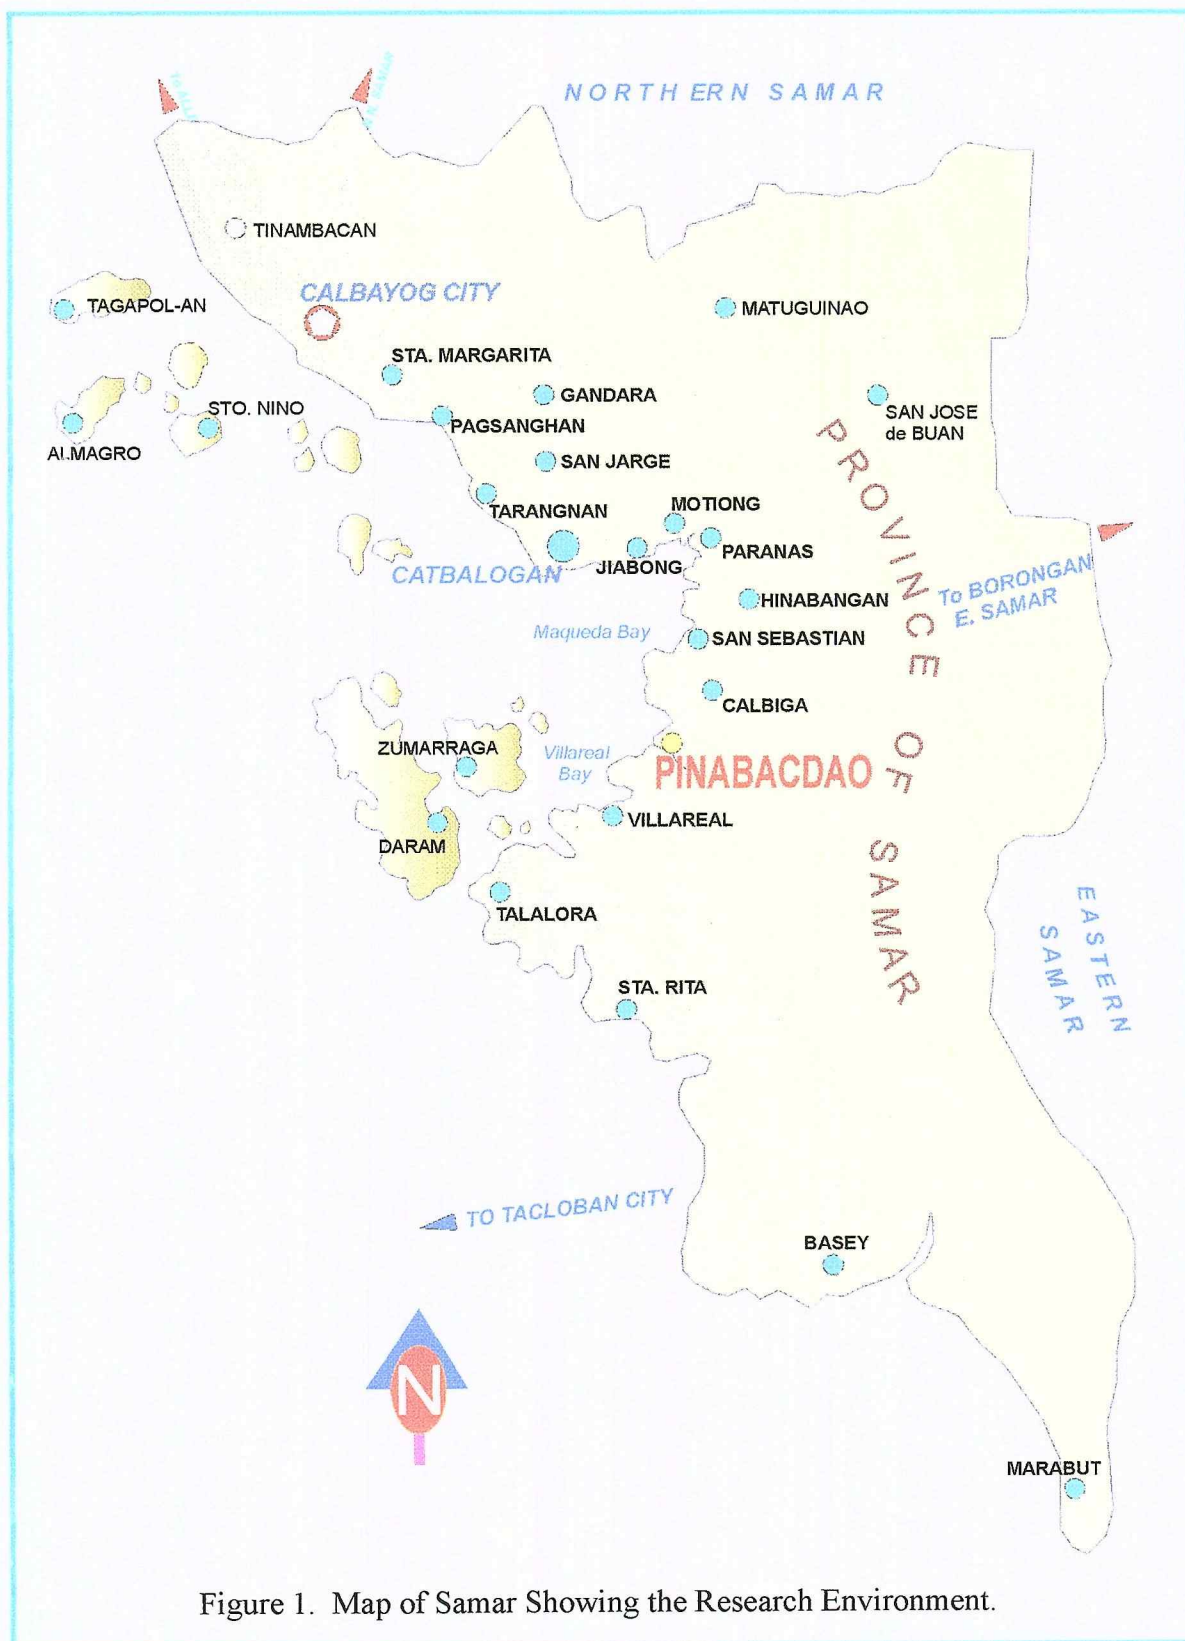 To ALLE
N. SAMAR
NORTHERN SAMAR
TINAMBACAN
CALBAYOG CITY
TAGAPOL-AN
MATUGUINAO
STA. MARGARITA
GANDARA
STO. NINO
PAGSANGHAN
SAN JOSE
de BUAN
ALMAGRO
SAN JARGE
TARANGNAN
MOTIONG
PARANAS
CATBALOGAN
JIABONG
HINABANGAN
To BORONGAN
E. SAMAR
Maqueda Bay
SAN SEBASTIAN
CALBIGA
PROVINCE OF SAMAR
ZUMARRAGA
Villareal
Bay
PINABACDAO
VILLAREAL
DARAM
TALALORA
EASTERN
SAMAR
STA. RITA
TO TACLOBAN CITY
BASEY
N
MARABUT
Figure 1. Map of Samar Showing the Research Environment.